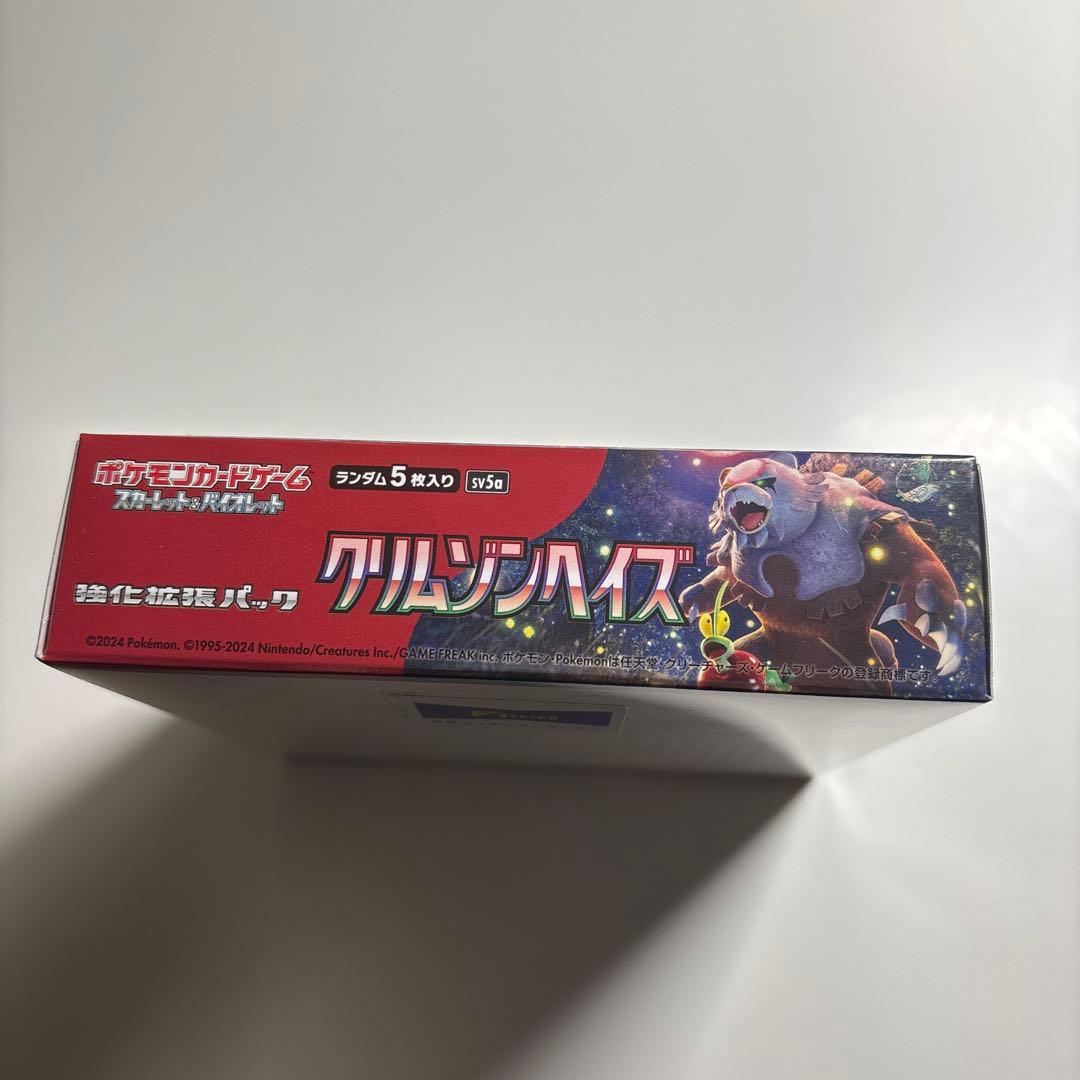 ポケモンカードゲーム
スカーレット&バイオレット
ランダム5枚入り sv5a
強化拡張パック
クリムゾンヘイズ
©2024 Pokémon. ©1995-2024 Nintendo/Creatures Inc./GAME FREAK inc. ポケモン・Pokémonは任天堂・クリーチャーズ・ゲームフリークの登録商標です。